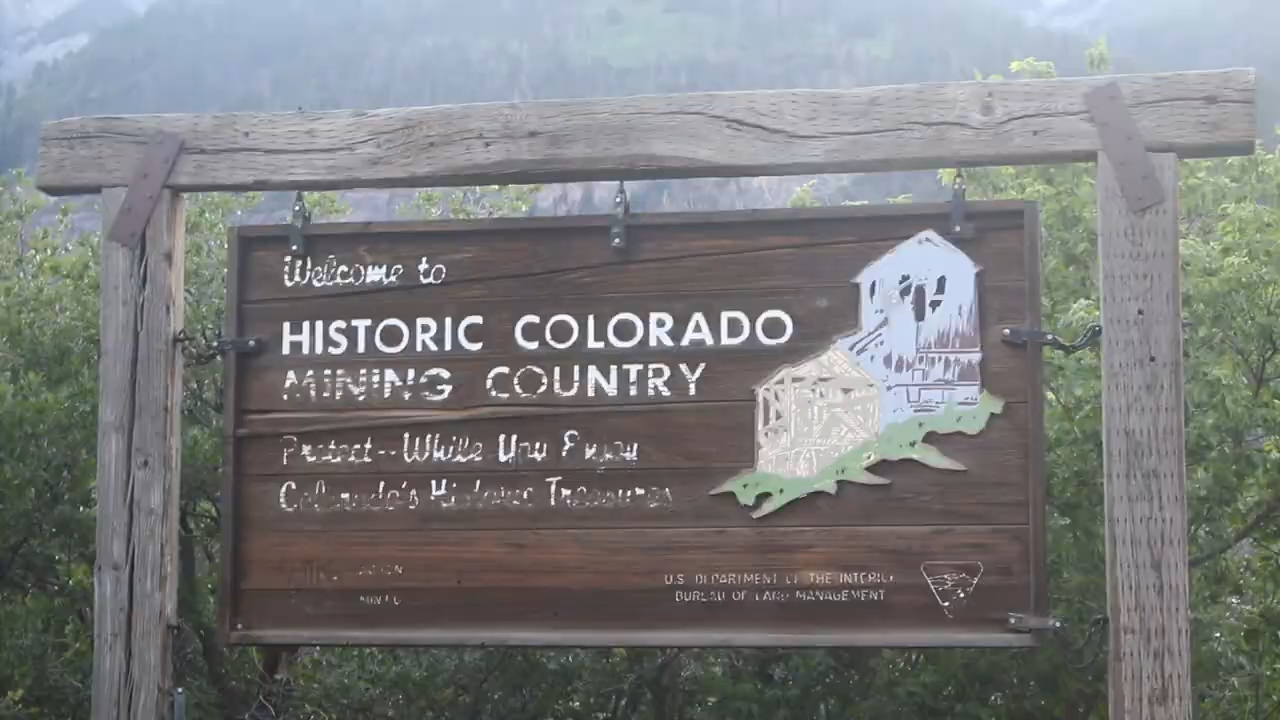 Welcome to
HISTORIC COLORADO
MINING COUNTRY
Protect--While You Enjoy
Colorado's Historic Treasures
U.S. DEPARTMENT OF THE INTERIOR
BUREAU OF LAND MANAGEMENT